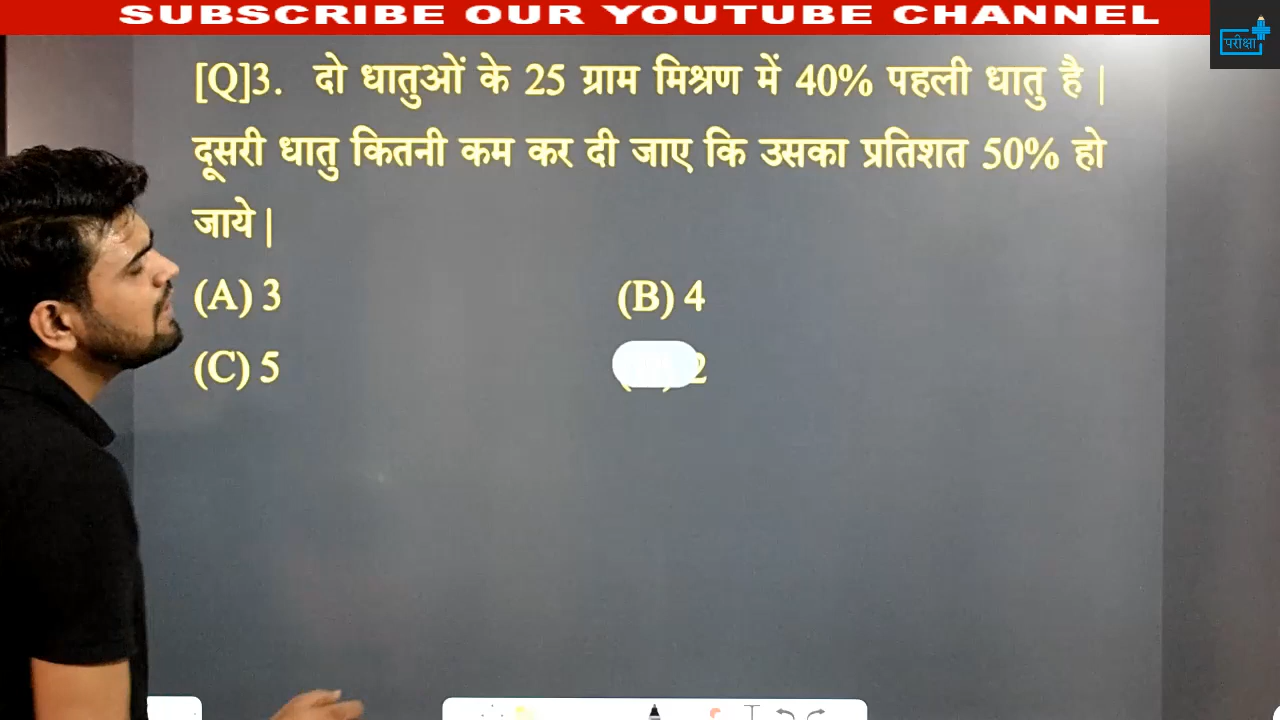 SUBSCRIBE OUR YOUTUBE CHANNEL
परीक्षा
[Q]3. दो धातुओं के 25 ग्राम मिश्रण में 40% पहली धातु है |
दूसरी धातु कितनी कम कर दी जाए कि उसका प्रतिशत 50% हो
जाये |
(A) 3 (B) 4
(C) 5 2